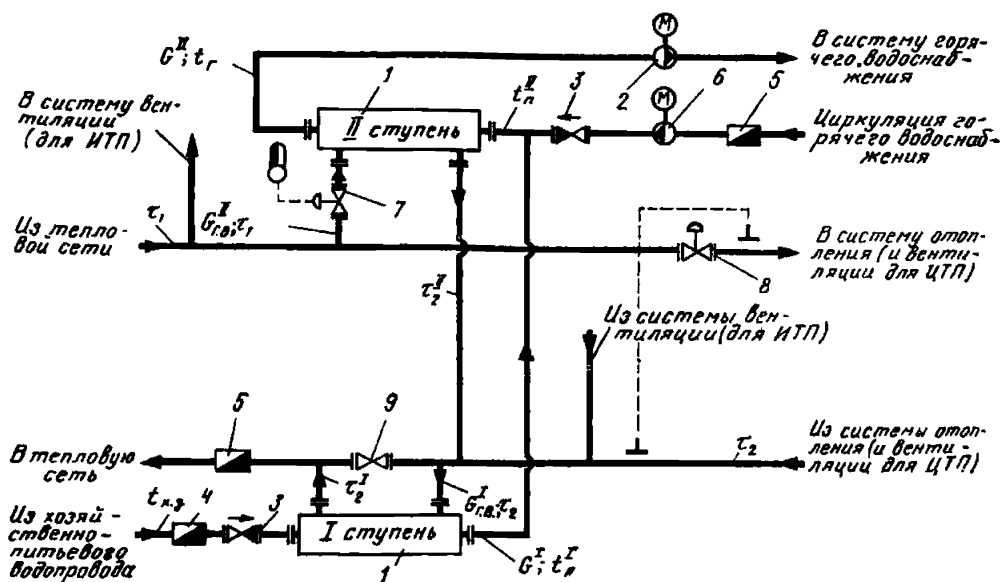 М
В систему горя-
чего водоснаб-
жения
G^II; t_г
1
2
t_п^II
3
М
6
5
Циркуляция го-
рячего водоснаб-
жения
В систему вен-
тиляции
(для ИТП)
II ступень
7
τ_1
G_г.в^II; τ_1
Из тепло-
вой сети
8
В систему отоп-
ления (и венти-
ляции для ЦТП)
τ_2^II
Из системы вен-
тиляции (для ИТП)
5
9
В тепловую
сеть
τ_2^I
G_г.в.^I; τ_2
τ_2
Из системы отоп-
ления (и венти-
ляции для ЦТП)
t_х.з
4
3
Из хозяй-
ственно-
питьевого
водопровода
I ступень
1
G^I; t_п^I